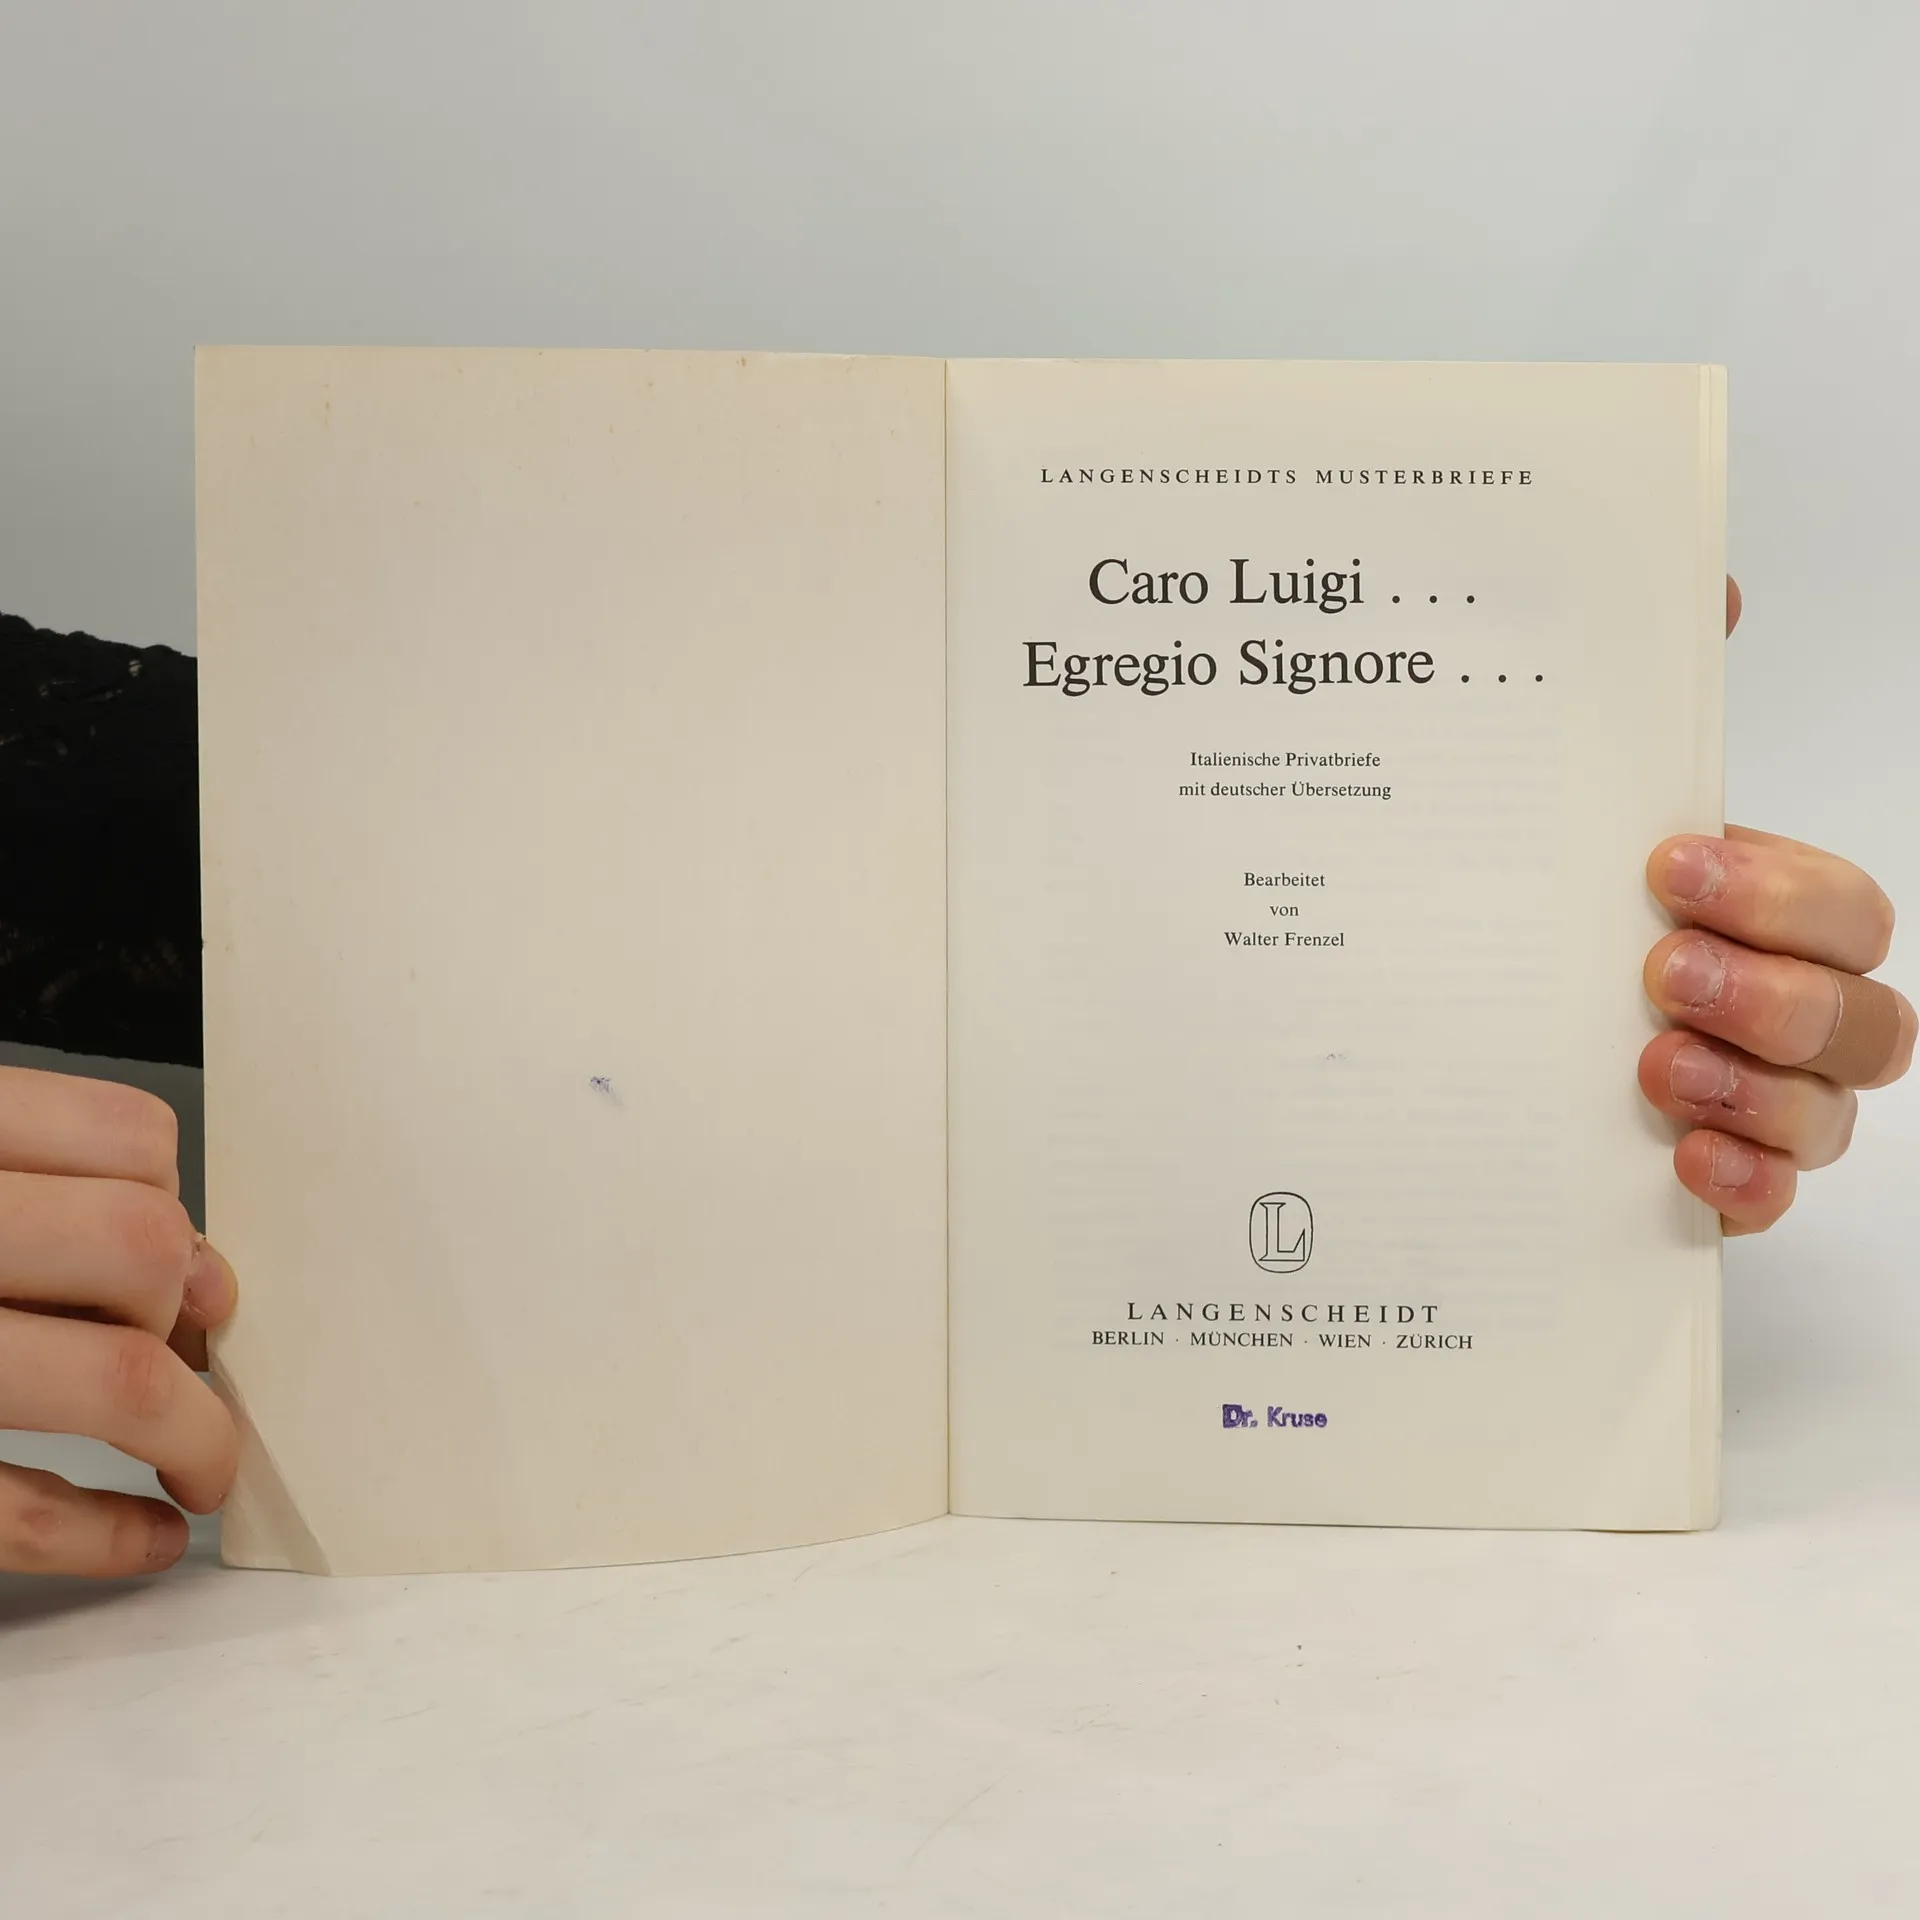 LANGENSCHEIDTS MUSTERBRIEFE
Caro Luigi . . .
Egregio Signore . . .
Italienische Privatbriefe
mit deutscher Übersetzung
Bearbeitet
von
Walter Frenzel
L
LANGENSCHEIDT
BERLIN · MÜNCHEN · WIEN · ZÜRICH
Dr. Kruse